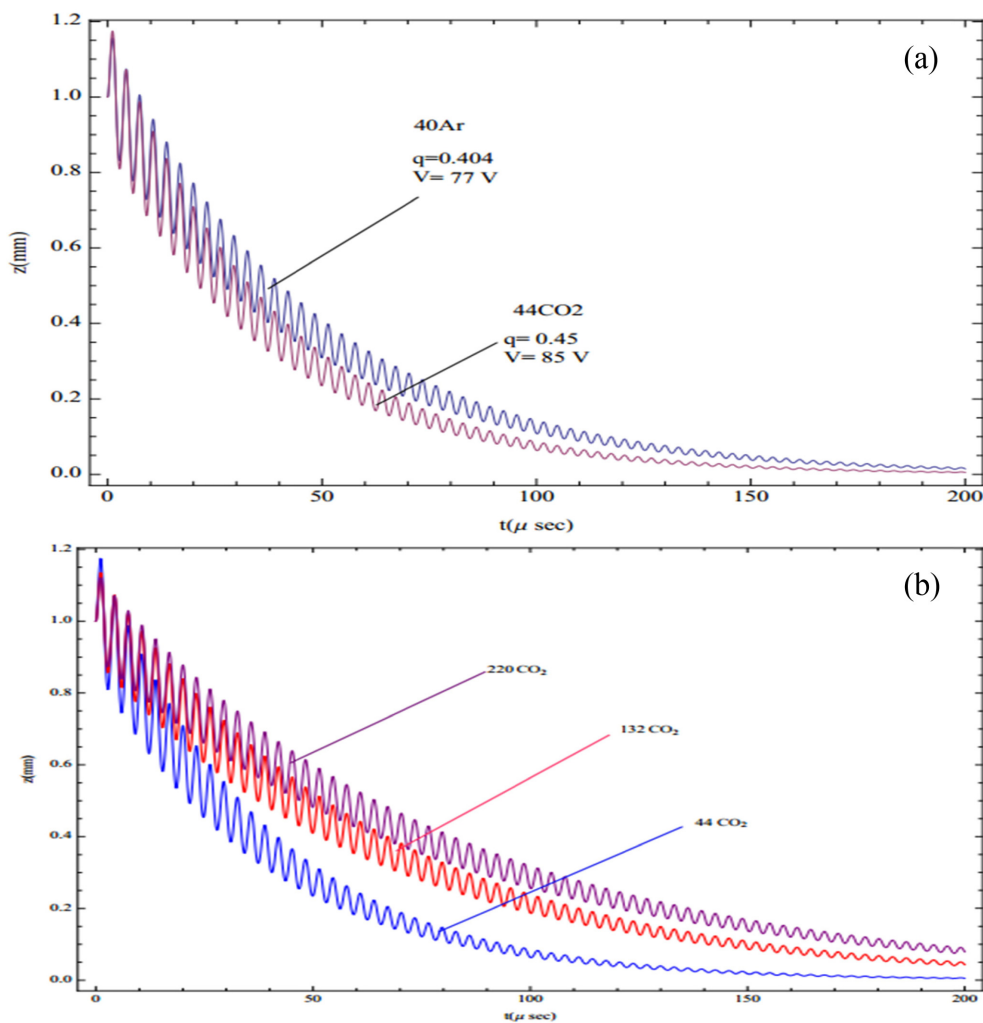 (a)
1.2
1.0
0.8
0.6
0.4
0.2
0.0
z(mm)
40Ar
q=0.404
V= 77 V
44CO2
q= 0.45
V= 85 V
0 50 100 150 200
t(μ sec)
(b)
1.2
1.0
0.8
0.6
0.4
0.2
0.0
z(mm)
220 CO₂
132 CO₂
44 CO₂
0 50 100 150 200
t(μ sec)